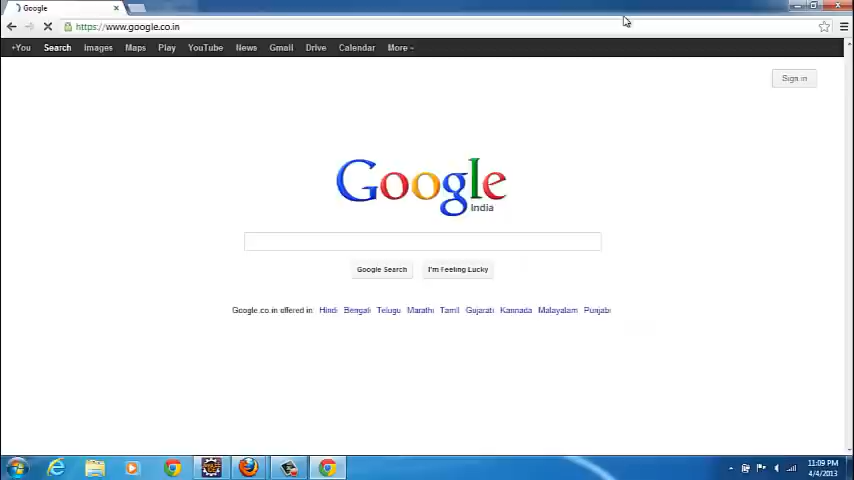 Google
https://www.google.co.in
+You Search Images Maps Play YouTube News Gmail Drive Calendar More
Sign in
Google
India
Google Search I'm Feeling Lucky
Google.co.in offered in: Hindi Bengali Telugu Marathi Tamil Gujarati Kannada Malayalam Punjabi
11:09 PM
4/4/2013